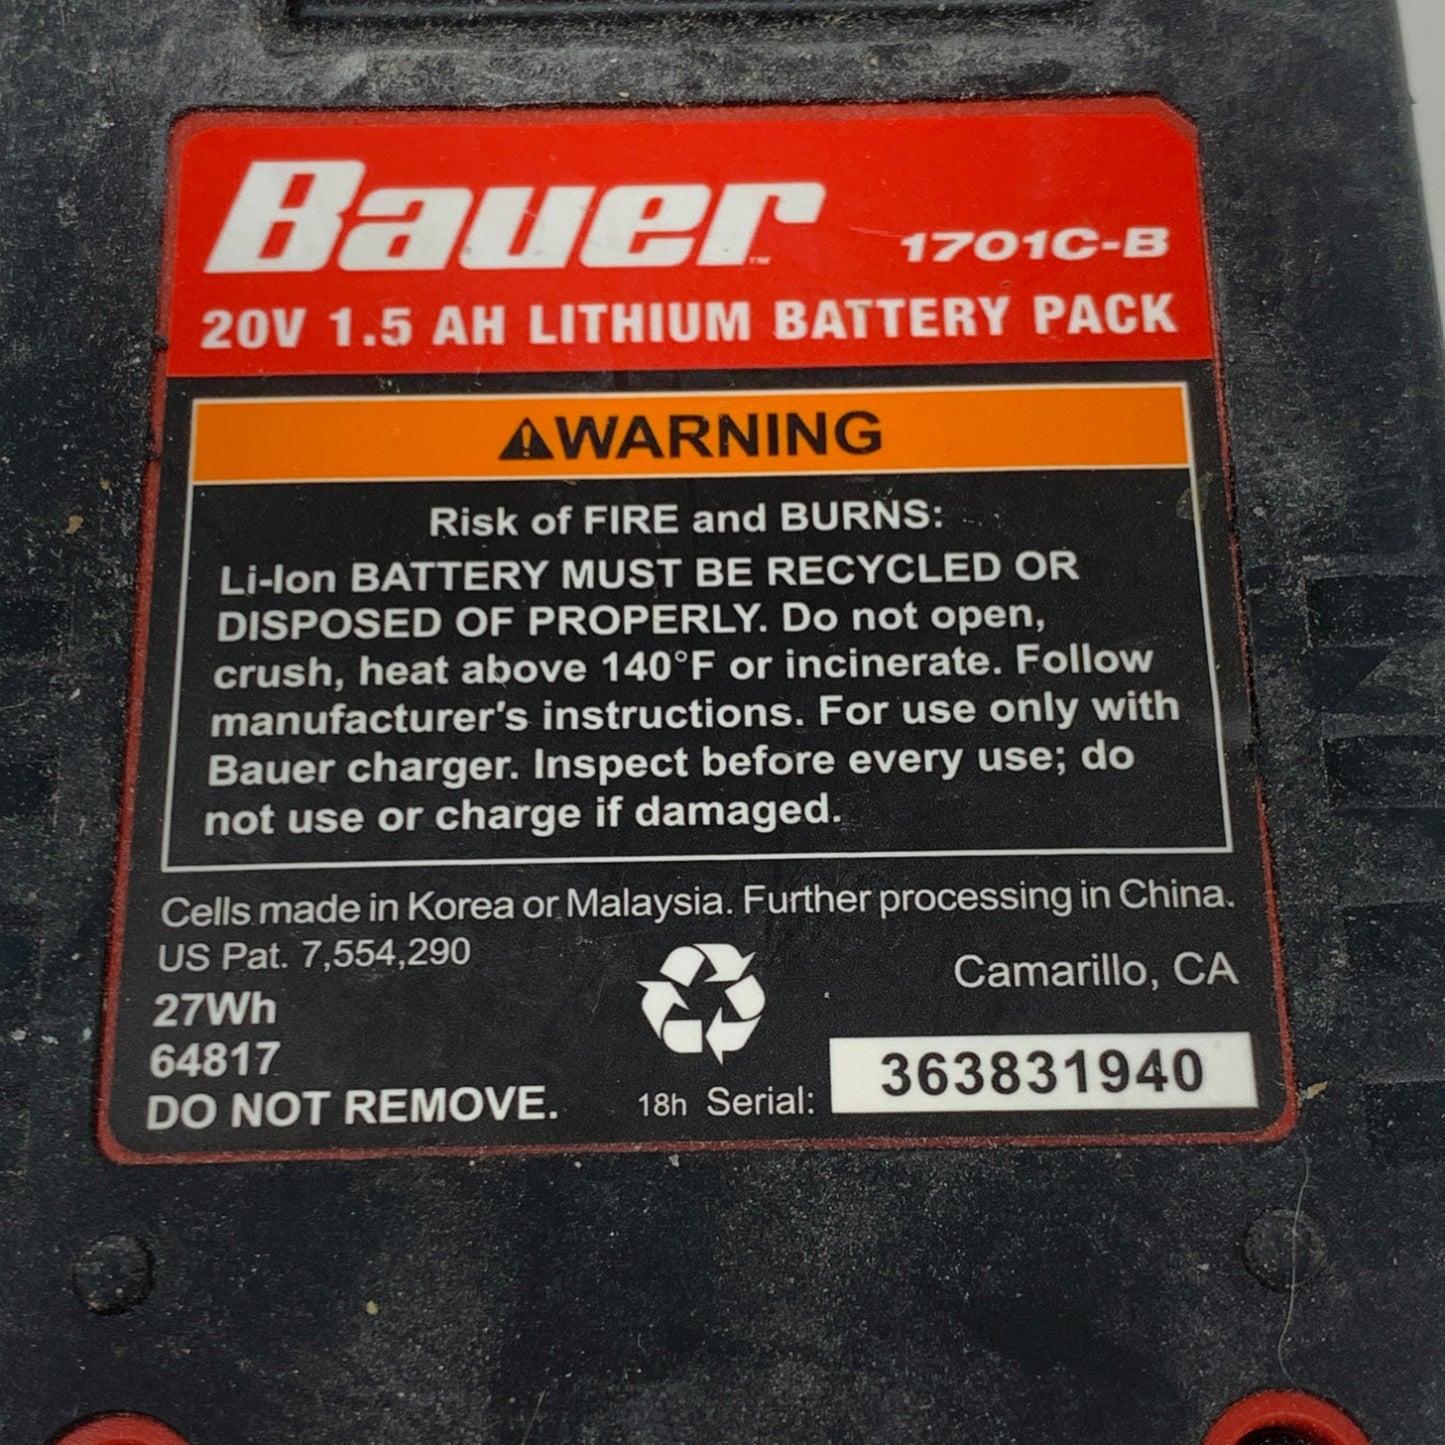 Bauer™ 1701C-B
20V 1.5 AH LITHIUM BATTERY PACK
WARNING
Risk of FIRE and BURNS:
Li-Ion BATTERY MUST BE RECYCLED OR
DISPOSED OF PROPERLY. Do not open,
crush, heat above 140°F or incinerate. Follow
manufacturer's instructions. For use only with
Bauer charger. Inspect before every use; do
not use or charge if damaged.
Cells made in Korea or Malaysia. Further processing in China.
US Pat. 7,554,290
Camarillo, CA
27Wh
64817
DO NOT REMOVE.
18h Serial: 363831940